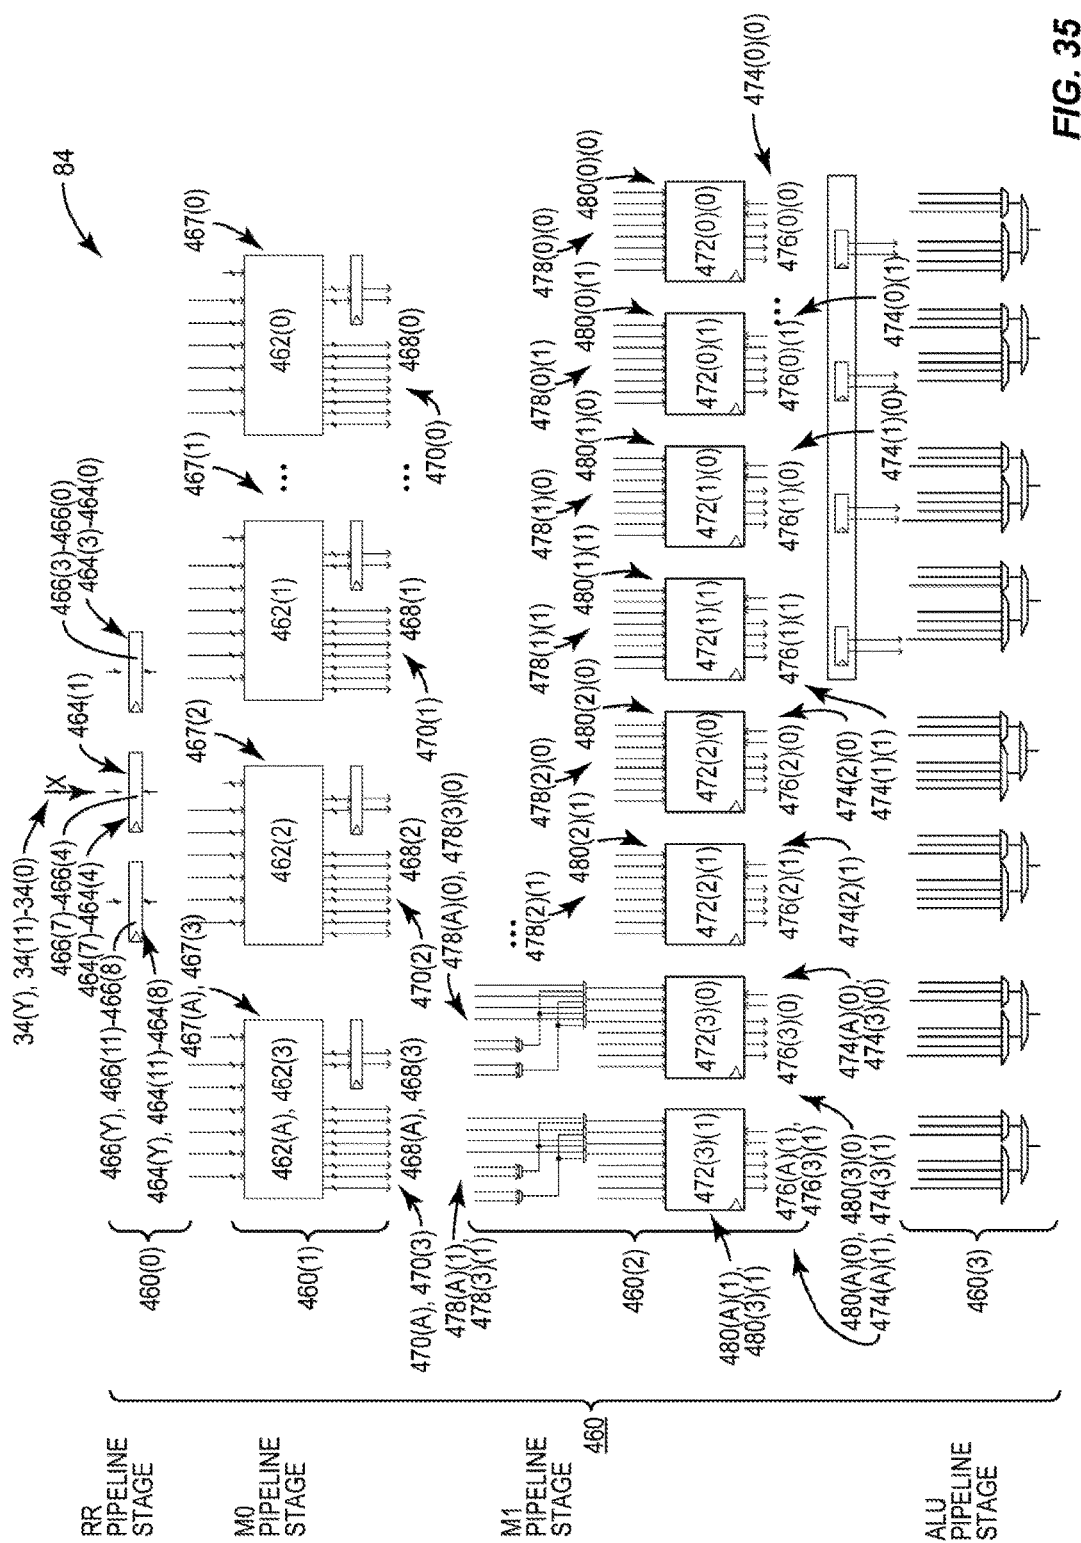 84
34(Y), 34(11)-34(0)
IX
466(Y), 466(11)-466(8)
464(Y), 464(11)-464(8)
466(7)-466(4)
464(7)-464(4)
464(1)
466(3)-466(0)
464(3)-464(0)
RR
PIPELINE
STAGE
460(0)
467(A), 467(3)
467(2)
467(1)
467(0)
462(A), 462(3)
462(2)
462(1)
462(0)
M0
PIPELINE
STAGE
460(1)
468(A), 468(3)
468(2)
468(1)
468(0)
470(A), 470(3)
470(2)
470(1)
470(0)
478(A)(1),
478(3)(1)
478(A)(0), 478(3)(0)
478(2)(1)
478(2)(0)
478(1)(1)
478(1)(0)
478(0)(1)
478(0)(0)
480(2)(1)
480(2)(0)
480(1)(1)
480(1)(0)
480(0)(1)
480(0)(0)
M1
PIPELINE
STAGE
460
460(2)
472(3)(1)
472(3)(0)
472(2)(1)
472(2)(0)
472(1)(1)
472(1)(0)
472(0)(1)
472(0)(0)
480(A)(1),
480(3)(1)
476(A)(1),
476(3)(1)
476(3)(0)
476(2)(1)
476(2)(0)
476(1)(1)
476(1)(0)
476(0)(1)
476(0)(0)
474(0)(0)
480(A)(0), 480(3)(0)
474(A)(1), 474(3)(1)
474(A)(0),
474(3)(0)
474(2)(1)
474(2)(0)
474(1)(1)
474(1)(0)
474(0)(1)
ALU
PIPELINE
STAGE
460(3)
FIG. 35